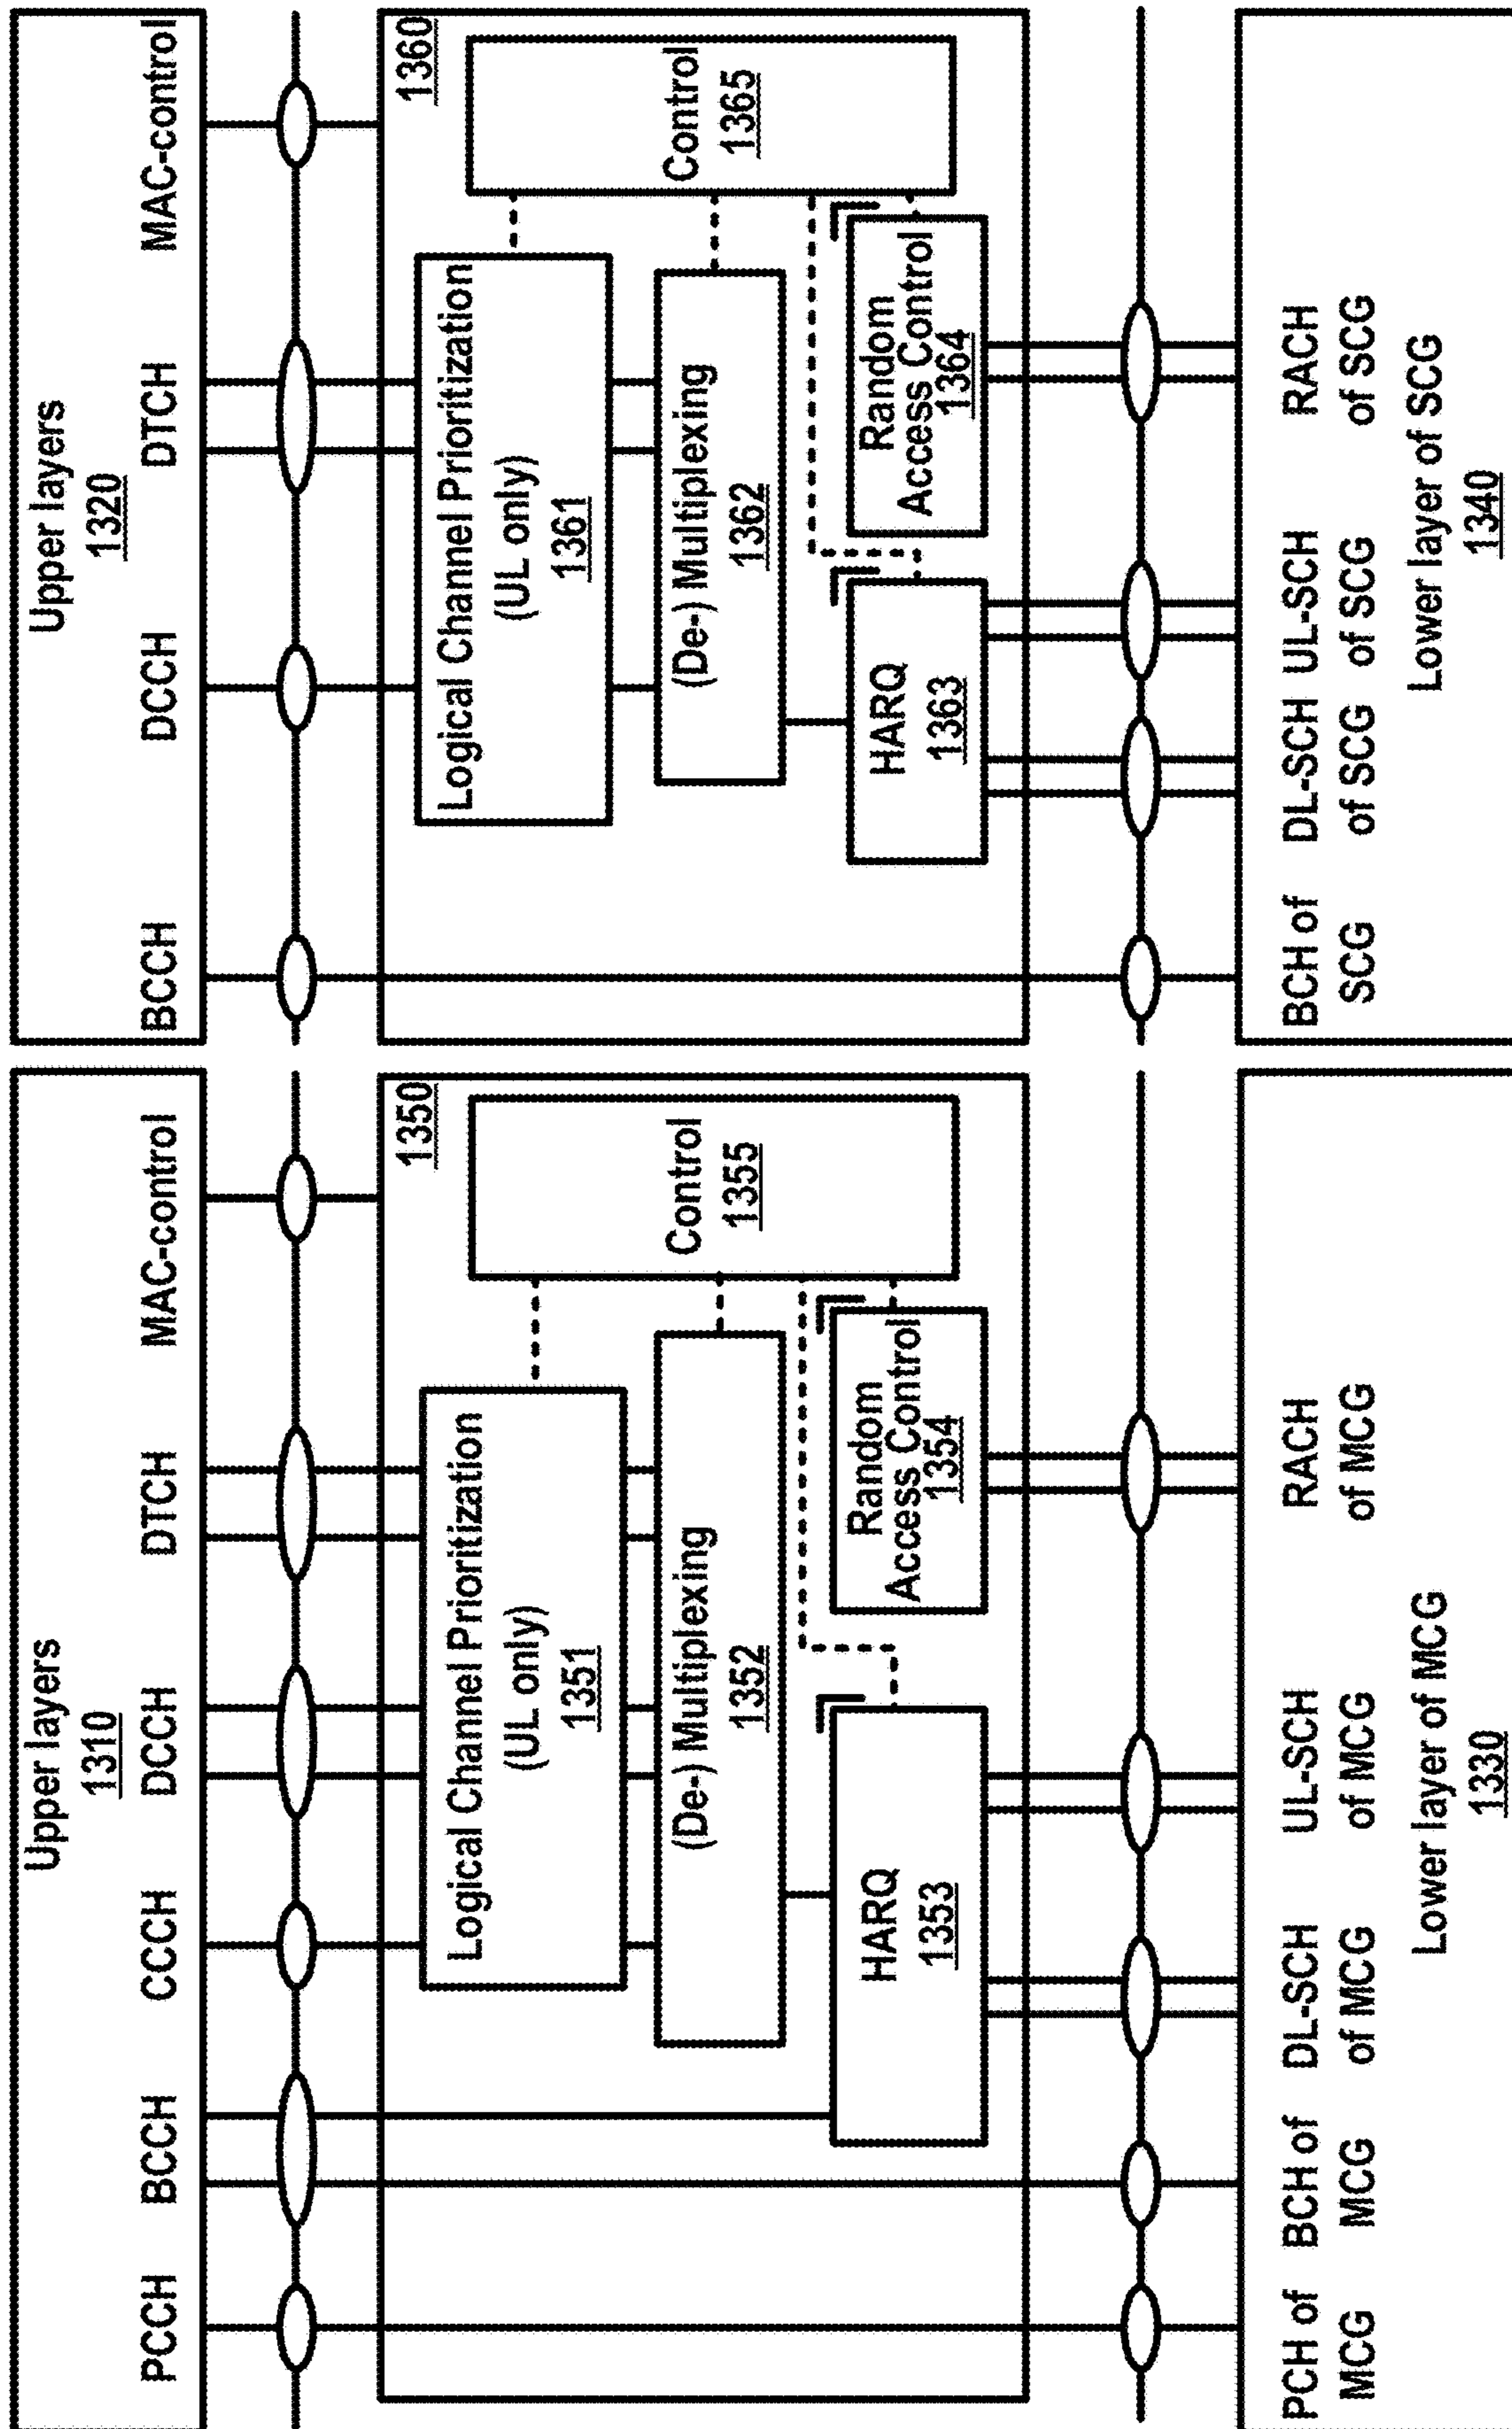 Upper layers
1310
PCCH BCCH CCCH DCCH DTCH MAC-control
1350
Logical Channel Prioritization
(UL only)
1351
(De-) Multiplexing
1352
HARQ
1353
Random
Access Control
1354
Control
1355
PCH of
MCG
BCH of
MCG
DL-SCH
of MCG
UL-SCH
of MCG
RACH
of MCG
Lower layer of MCG
1330
Upper layers
1320
BCCH DCCH DTCH MAC-control
1360
Logical Channel Prioritization
(UL only)
1361
(De-) Multiplexing
1362
HARQ
1363
Random
Access Control
1364
Control
1365
BCH of
SCG
DL-SCH
of SCG
UL-SCH
of SCG
RACH
of SCG
Lower layer of SCG
1340